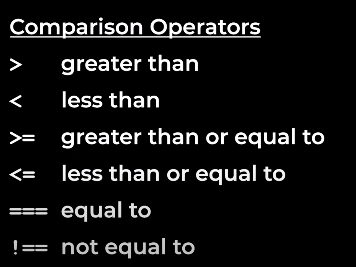 Comparison Operators
> greater than
< less than
>= greater than or equal to
<= less than or equal to
=== equal to
!== not equal to